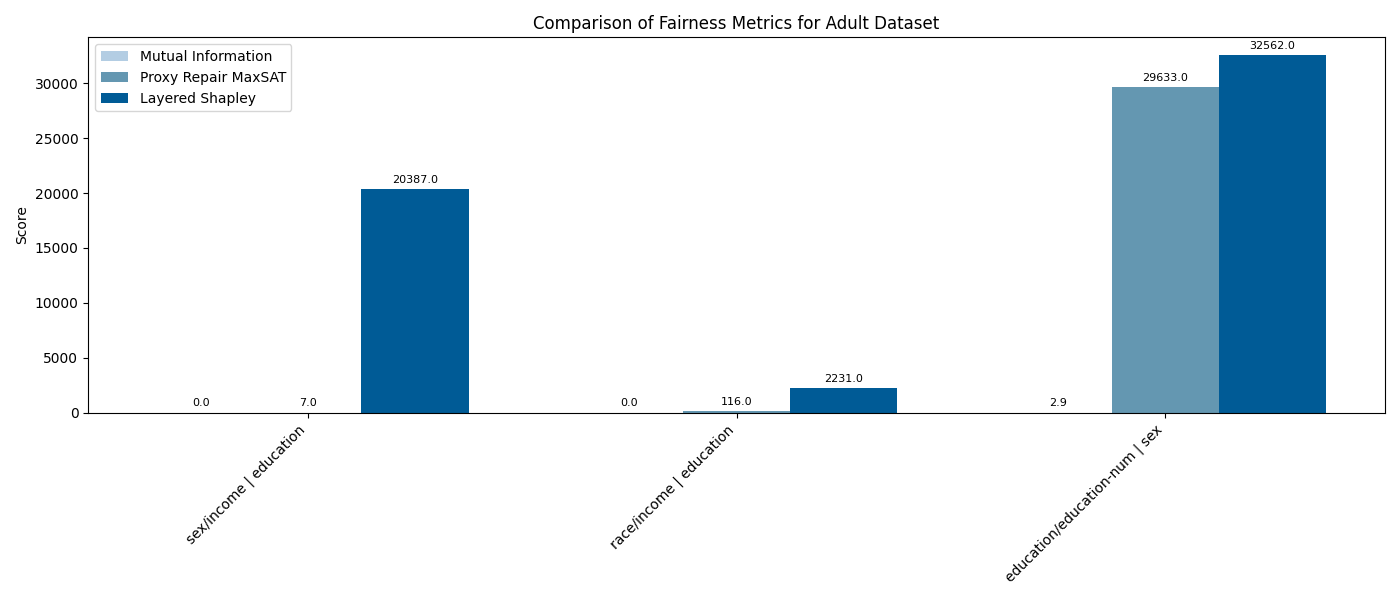 Comparison of Fairness Metrics for Adult Dataset
Mutual Information
Proxy Repair MaxSAT
Layered Shapley
Score
30000
25000
20000
15000
10000
5000
0
0.0
7.0
20387.0
0.0
116.0
2231.0
2.9
29633.0
32562.0
sex/income | education
race/income | education
education/education-num | sex